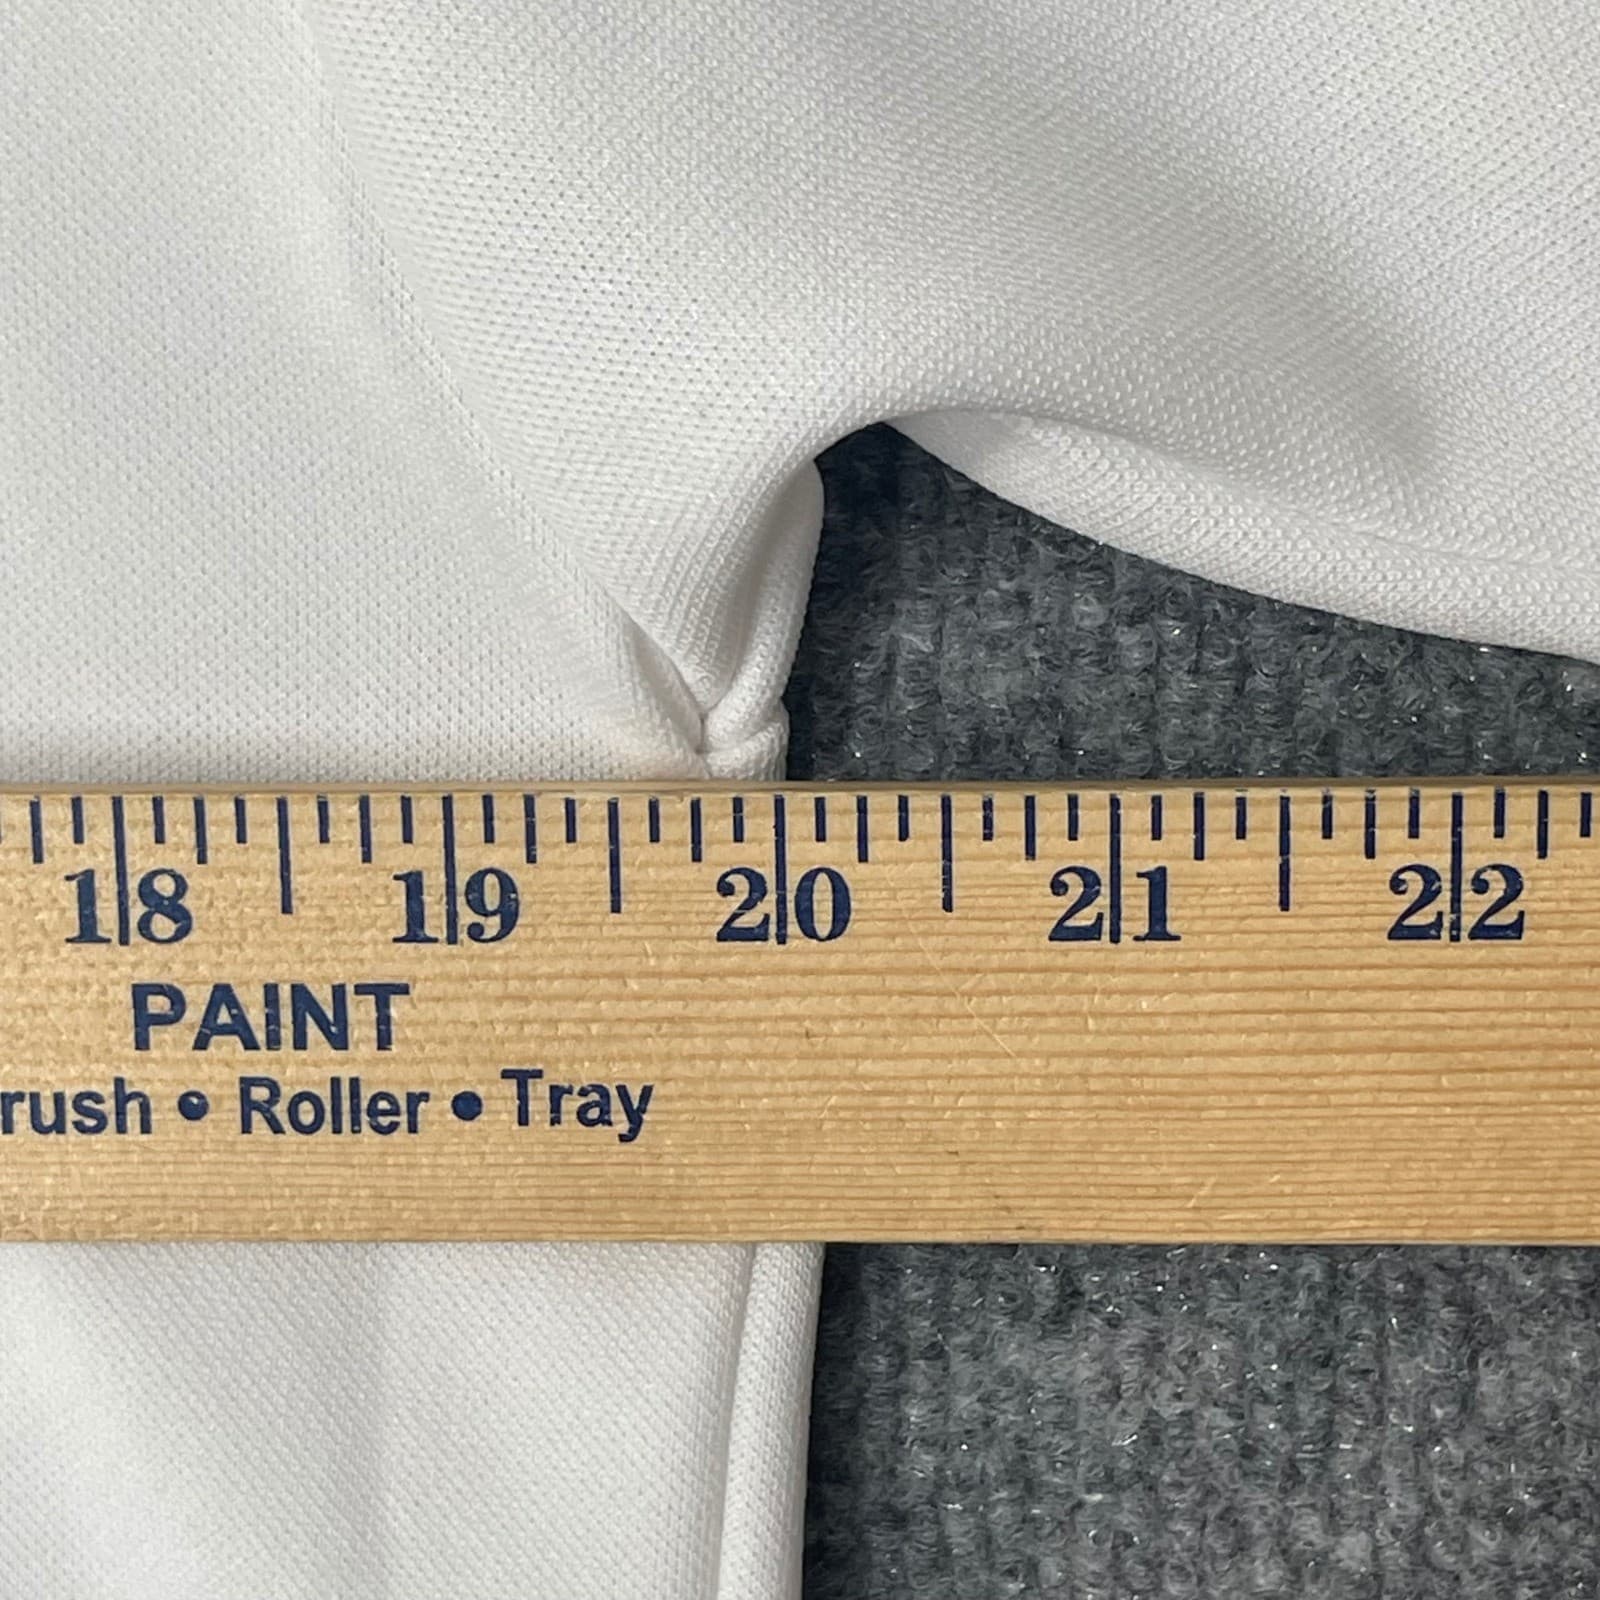 18 19 20 21 22
PAINT
rush • Roller • Tray